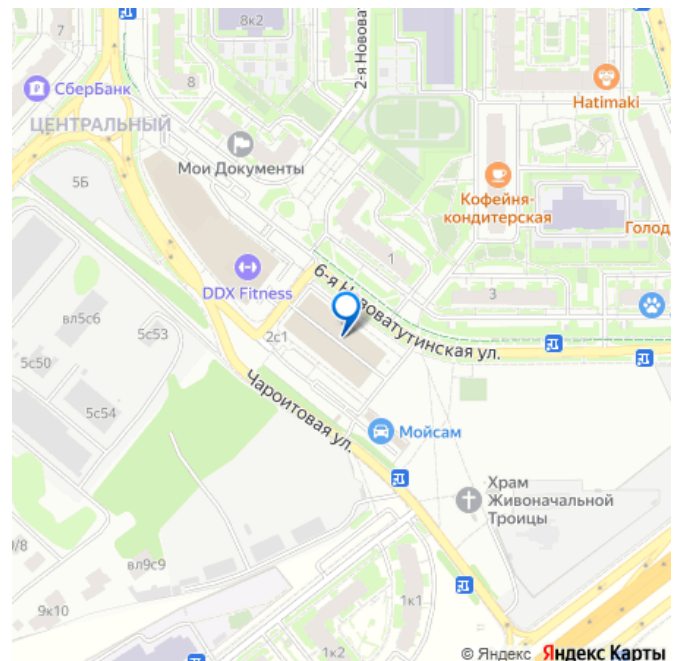 7
8к2
2-я Новова
СберБанк
Hatimaki
8
ЦЕНТРАЛЬНЫЙ
Мои Документы
5Б
Кофейня-
кондитерская
Голод
1
6-я Нововатутинская ул.
DDX Fitness
3
вл5с6
5с53
2с1
5с50
5с54
Чароитовая ул.
Мойсам
Храм
Живоначальной
Троицы
9/8
вл9с9
9к10
1к1
1к2
© Яндекс Яндекс Карты